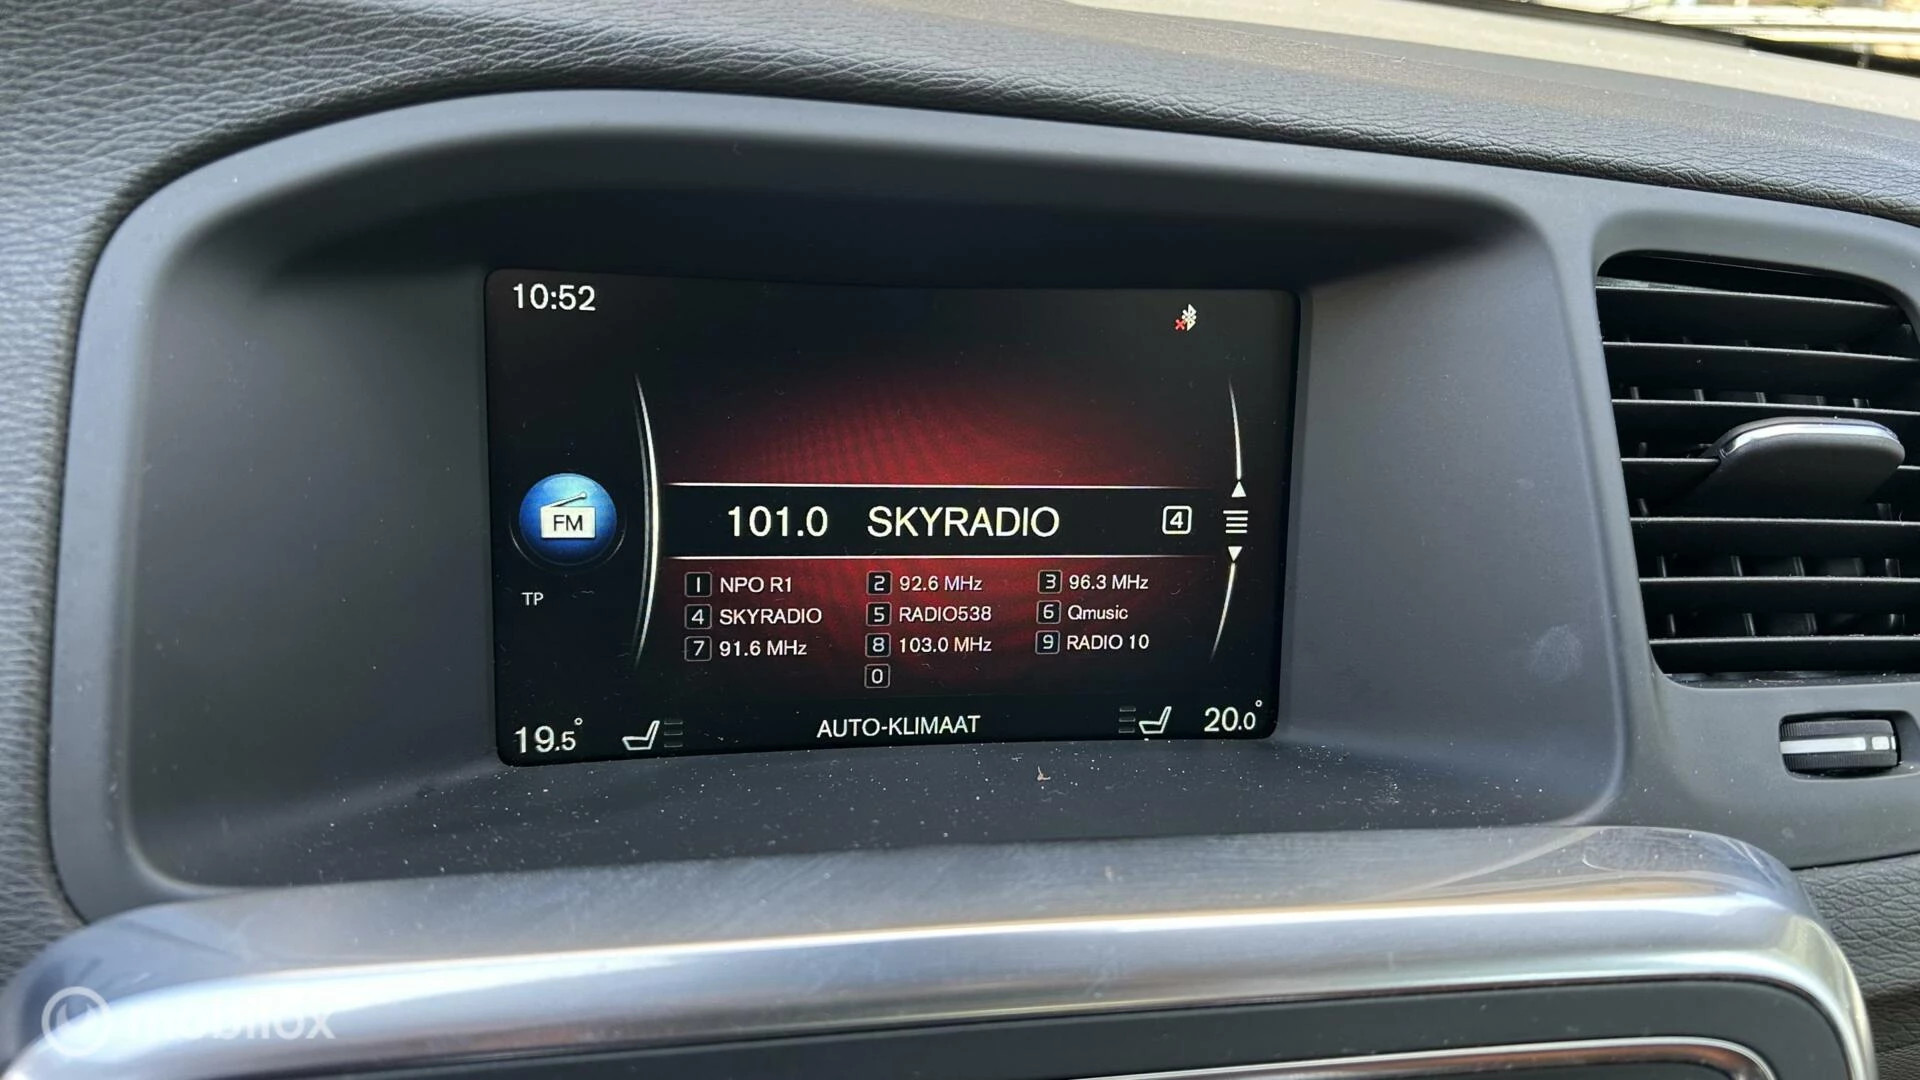 10:52
FM
101.0 SKYRADIO 4
TP
1 NPO R1 2 92.6 MHz 3 96.3 MHz
4 SKYRADIO 5 RADIO538 6 Qmusic
7 91.6 MHz 8 103.0 MHz 9 RADIO 10
0
19.5° AUTO-KLIMAAT 20.0°
mobilox